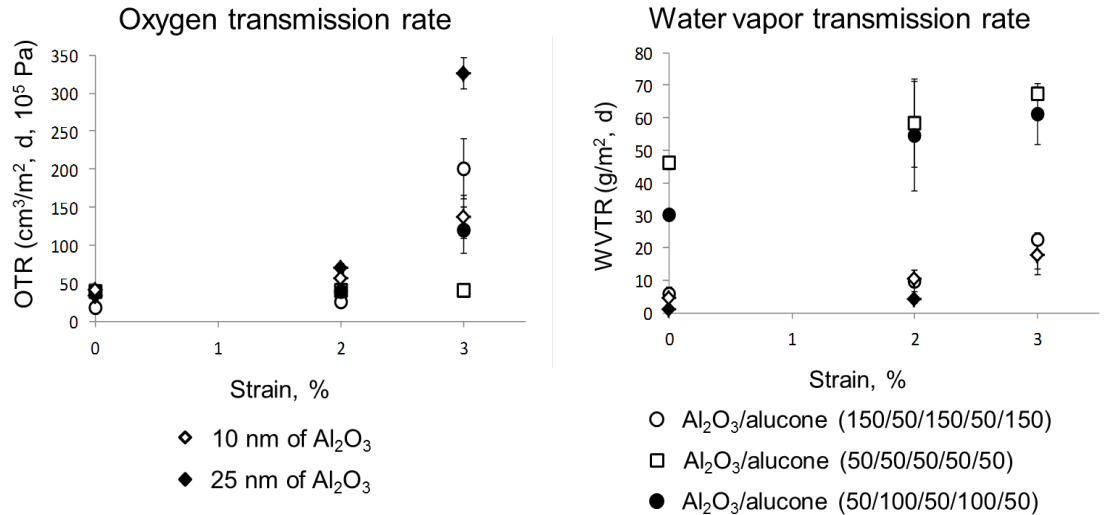 Oxygen transmission rate
OTR (cm³/m², d, 10⁵ Pa)
350
300
250
200
150
100
50
0
0 1 2 3
Strain, %
10 nm of Al₂O₃
25 nm of Al₂O₃
Water vapor transmission rate
WVTR (g/m², d)
80
70
60
50
40
30
20
10
0
0 1 2 3
Strain, %
Al₂O₃/alucone (150/50/150/50/150)
Al₂O₃/alucone (50/50/50/50/50)
Al₂O₃/alucone (50/100/50/100/50)